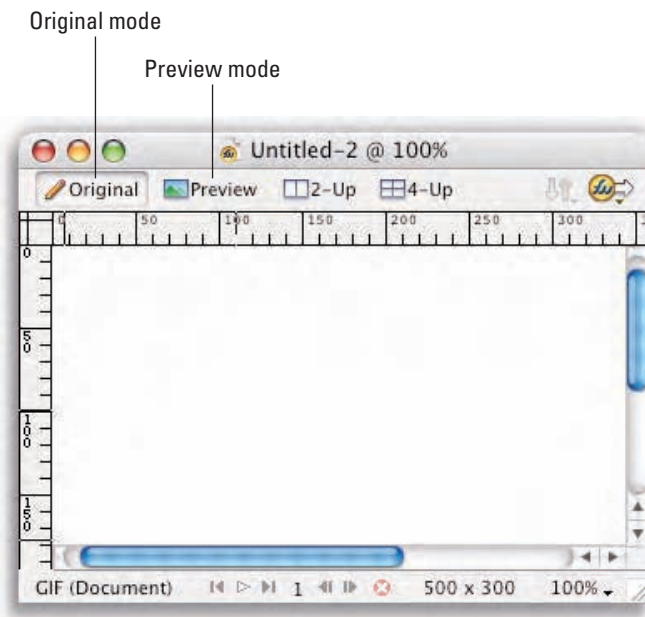 Original mode
Preview mode
Untitled-2 @ 100%
Original Preview 2-Up 4-Up
0 50 100 150 200 250 300
0
50
100
150
GIF (Document) 1 500 x 300 100%